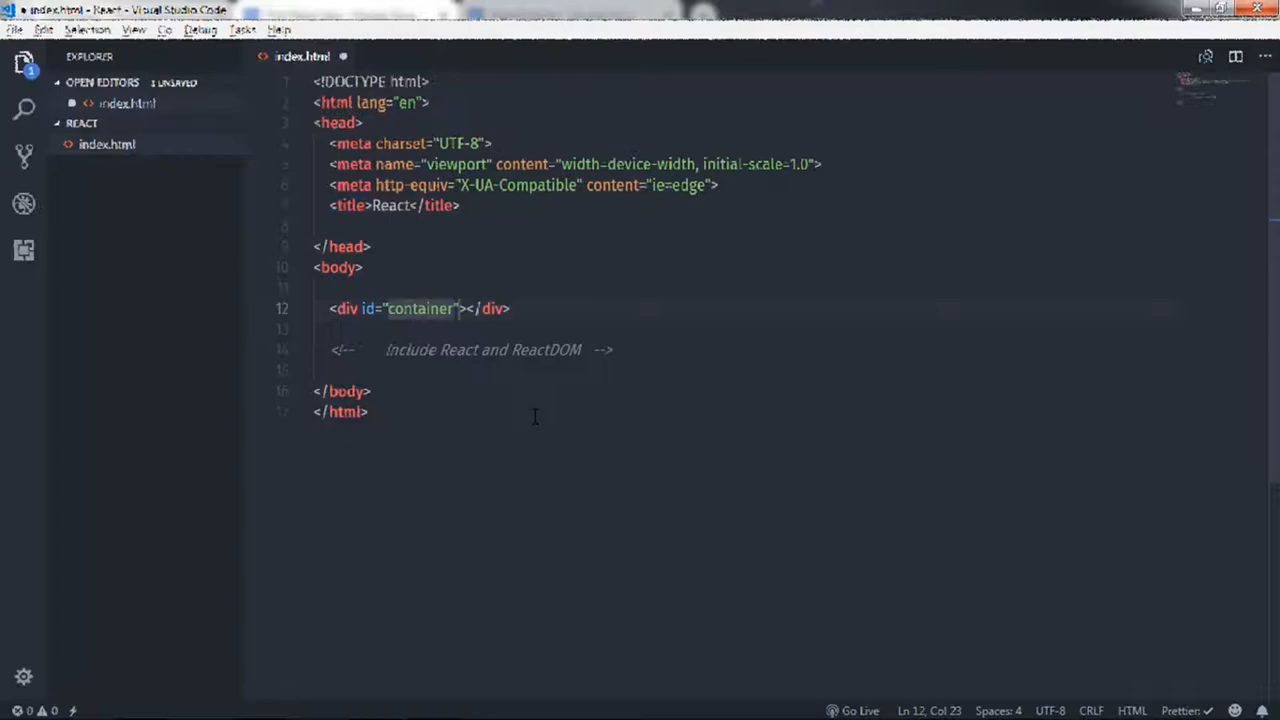 index.html - React - Visual Studio Code
File Edit Selection View Go Debug Tasks Help
EXPLORER
index.html
OPEN EDITORS 1 UNSAVED
index.html
REACT
index.html
1 <!DOCTYPE html>
2 <html lang="en">
3 <head>
4 <meta charset="UTF-8">
5 <meta name="viewport" content="width=device-width, initial-scale=1.0">
6 <meta http-equiv="X-UA-Compatible" content="ie=edge">
7 <title>React</title>
8
9 </head>
10 <body>
11
12 <div id="container"></div>
13
14 <!-- Include React and ReactDOM -->
15
16 </body>
17 </html>
1
0 0 Go Live Ln 12, Col 23 Spaces: 4 UTF-8 CRLF HTML Prettier: ✓